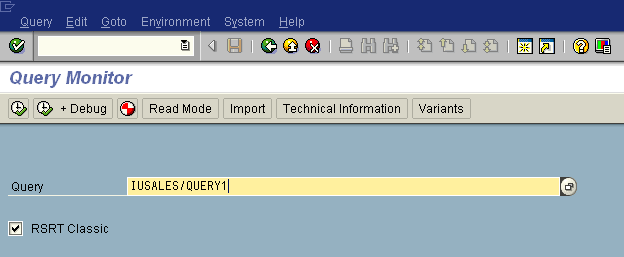 Query Edit Goto Environment System Help
Query Monitor
+ Debug Read Mode Import Technical Information Variants
Query IUSALES/QUERY1
RSRT Classic